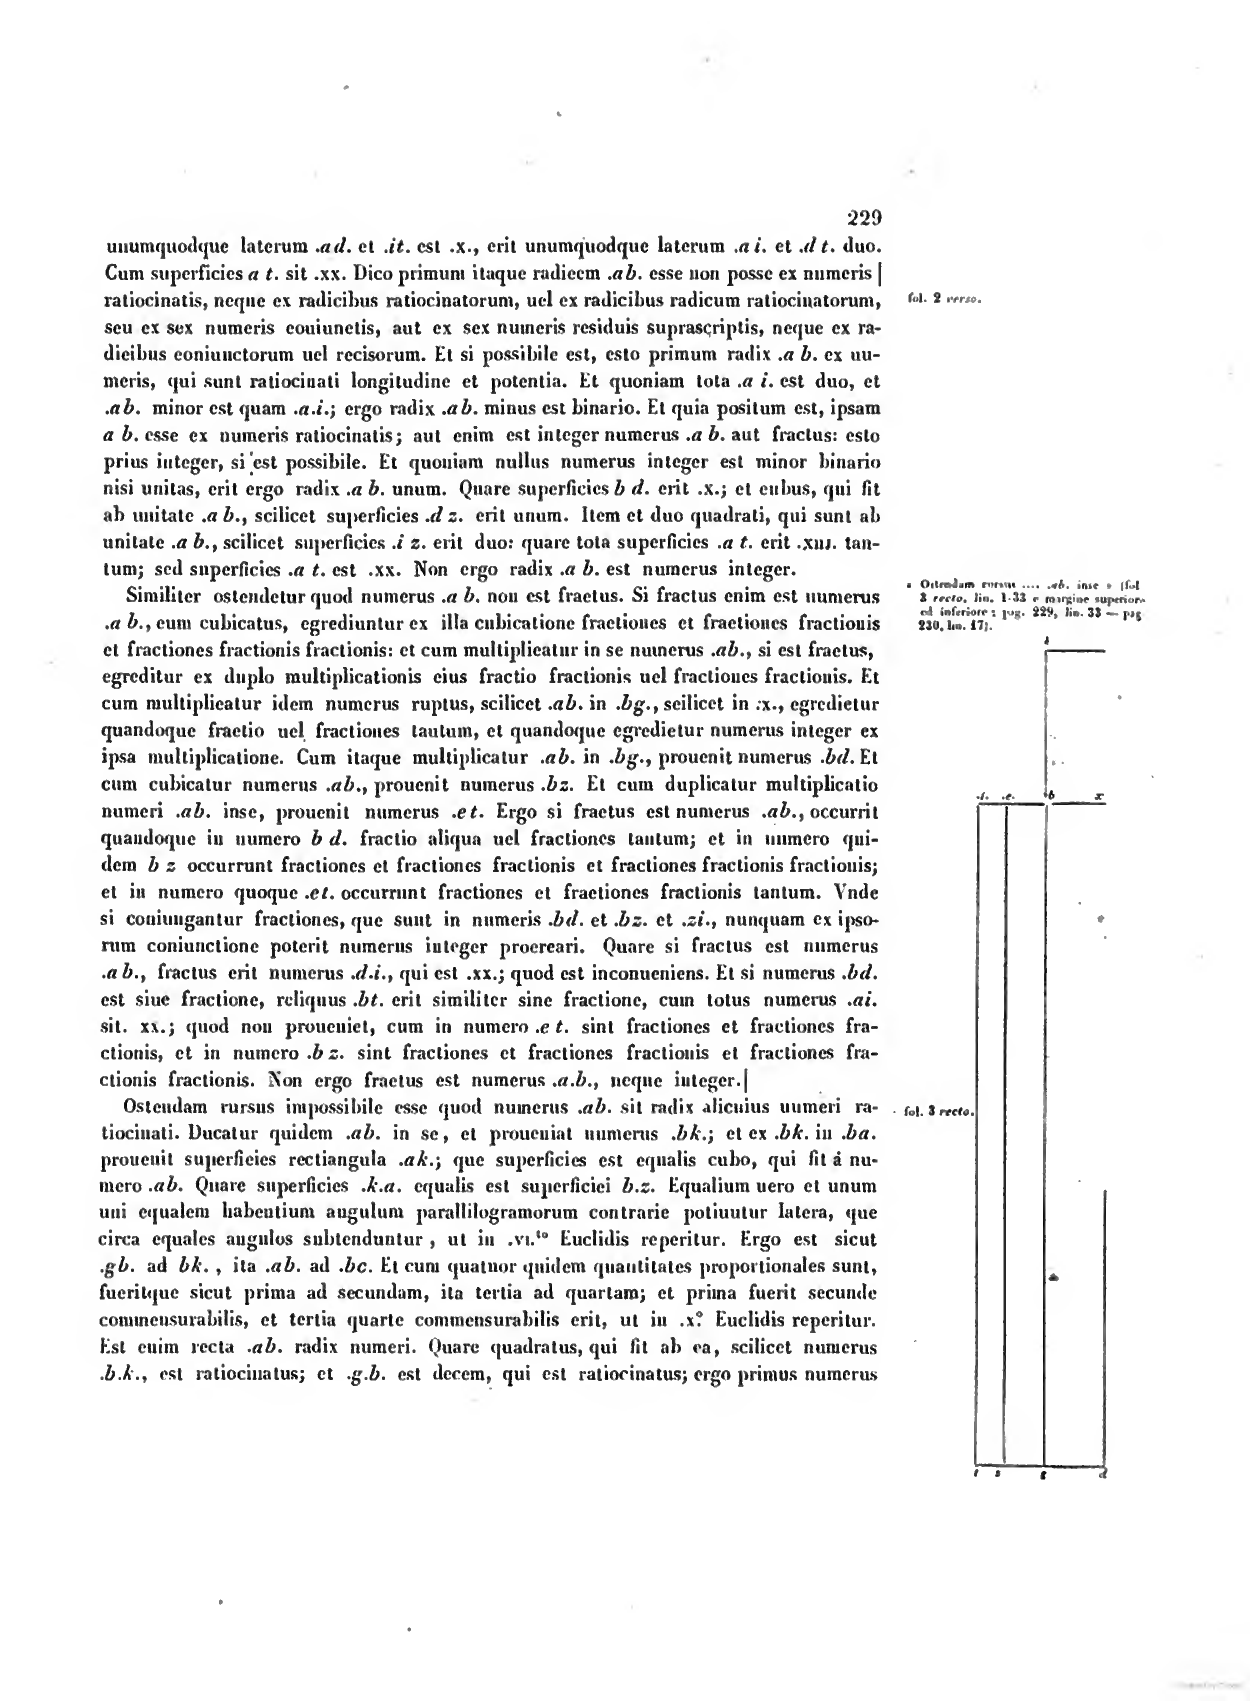 229
unumquodque laterum .ad. et .it. est .x., erit unumquodque laterum .a i. et .d t. duo.
Cum superficies a t. sit .xx. Dico primum itaque radicem .ab. esse non posse ex numeris |
ratiocinatis, neque ex radicibus ratiocinatorum, uel ex radicibus radicum ratiocinatorum,
seu ex sex numeris coniunctis, aut ex sex numeris residuis suprascriptis, neque ex ra-
dicibus coniunctorum uel recisorum. Et si possibile est, esto primum radix .a b. ex nu-
meris, qui sunt ratiocinati longitudine et potentia. Et quoniam tota .a i. est duo, et
.ab. minor est quam .a.i.; ergo radix .ab. minus est binario. Et quia positum est, ipsam
a b. esse ex numeris ratiocinatis; aut enim est integer numerus .a b. aut fractus: esto
prius integer, si est possibile. Et quoniam nullus numerus integer est minor binario
nisi unitas, erit ergo radix .a b. unum. Quare superficies b d. erit .x.; et cubus, qui fit
ab unitate .a b., scilicet superficies .d z. erit unum. Item et duo quadrati, qui sunt ab
unitate .a b., scilicet superficies .i z. erit duo: quare tota superficies .a t. erit .xiij. tan-
tum; sed superficies .a t. est .xx. Non ergo radix .a b. est numerus integer.
Similiter ostendetur quod numerus .a b. non est fractus. Si fractus enim est numerus
.a b., cum cubicatus, egrediuntur ex illa cubicatione fractiones et fractiones fractionis
et fractiones fractionis fractionis: et cum multiplicatur in se numerus .ab., si est fractus,
egreditur ex duplo multiplicationis eius fractio fractionis uel fractiones fractionis. Et
cum multiplicatur idem numerus ruptus, scilicet .ab. in .bg., scilicet in .x., egredietur
quandoque fractio uel fractiones tantum, et quandoque egredietur numerus integer ex
ipsa multiplicatione. Cum itaque multiplicatur .ab. in .bg., prouenit numerus .bd. Et
cum cubicatur numerus .ab., prouenit numerus .bz. Et cum duplicatur multiplicatio
numeri .ab. inse, prouenit numerus .et. Ergo si fractus est numerus .ab., occurrit
quandoque in numero b d. fractio aliqua uel fractiones tantum; et in numero qui-
dem b z occurrunt fractiones et fractiones fractionis et fractiones fractionis fractionis;
et in numero quoque .et. occurrunt fractiones et fractiones fractionis tantum. Vnde
si coniungantur fractiones, que sunt in numeris .bd. et .bz. et .zi., nunquam ex ipso-
rum coniunctione poterit numerus integer procreari. Quare si fractus est numerus
.a b., fractus erit numerus .d.i., qui est .xx.; quod est inconueniens. Et si numerus .bd.
est siue fractione, reliquus .bt. erit similiter sine fractione, cum totus numerus .ai.
sit. xx.; quod non proueniet, cum in numero .e t. sint fractiones et fractiones fra-
ctionis, et in numero .b z. sint fractiones et fractiones fractionis et fractiones fra-
ctionis fractionis. Non ergo fractus est numerus .a.b., neque integer.|
Ostendam rursus impossibile esse quod numerus .ab. sit radix alicuius numeri ra-
tiocinati. Ducatur quidem .ab. in se, et proueniat numerus .bk.; et ex .bk. in .ba.
prouenit superficies rectiangula .ak.; que superficies est equalis cubo, qui fit á nu-
mero .ab. Quare superficies .k.a. equalis est superficiei b.z. Equalium uero et unum
uni equalem habentium angulum parallilogramorum contrarie potiuntur latera, que
circa equales angulos subtenduntur, ut in .vi.to Euclidis reperitur. Ergo est sicut
.gb. ad bk., ita .ab. ad .bc. Et cum quatuor quidem quantitates proportionales sunt,
fueritque sicut prima ad secundam, ita tertia ad quartam; et prima fuerit secunde
commensurabilis, et tertia quarte commensurabilis erit, ut in .x.o Euclidis reperitur.
Est enim recta .ab. radix numeri. Quare quadratus, qui fit ab ea, scilicet numerus
.b.k., est ratiocinatus; et .g.b. est decem, qui est ratiocinatus; ergo primus numerus
fol. 2 verso.
« Ostendam rursus .... .ab. inse » (fol.
3 recto, lin. 1-33 e margine superiore
ed inferiore; pag. 229, lin. 33 — pag
230, lin. 17).
.e. b
fol. 3 recto.
g d